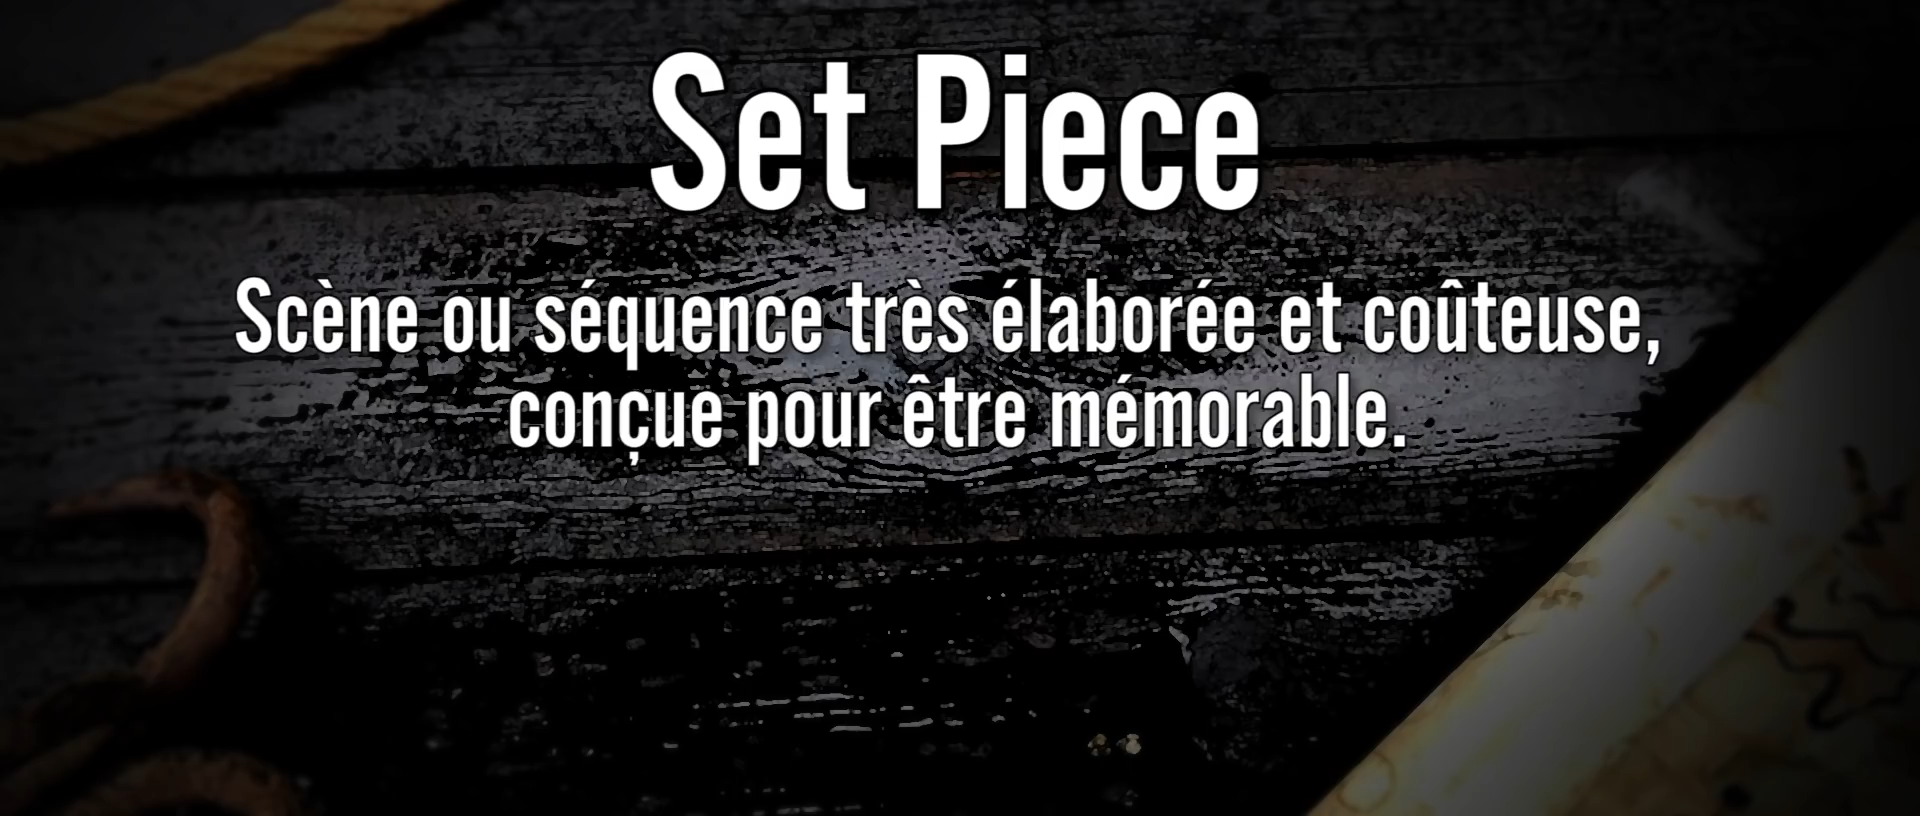 Set Piece
Scène ou séquence très élaborée et coûteuse,
conçue pour être mémorable.